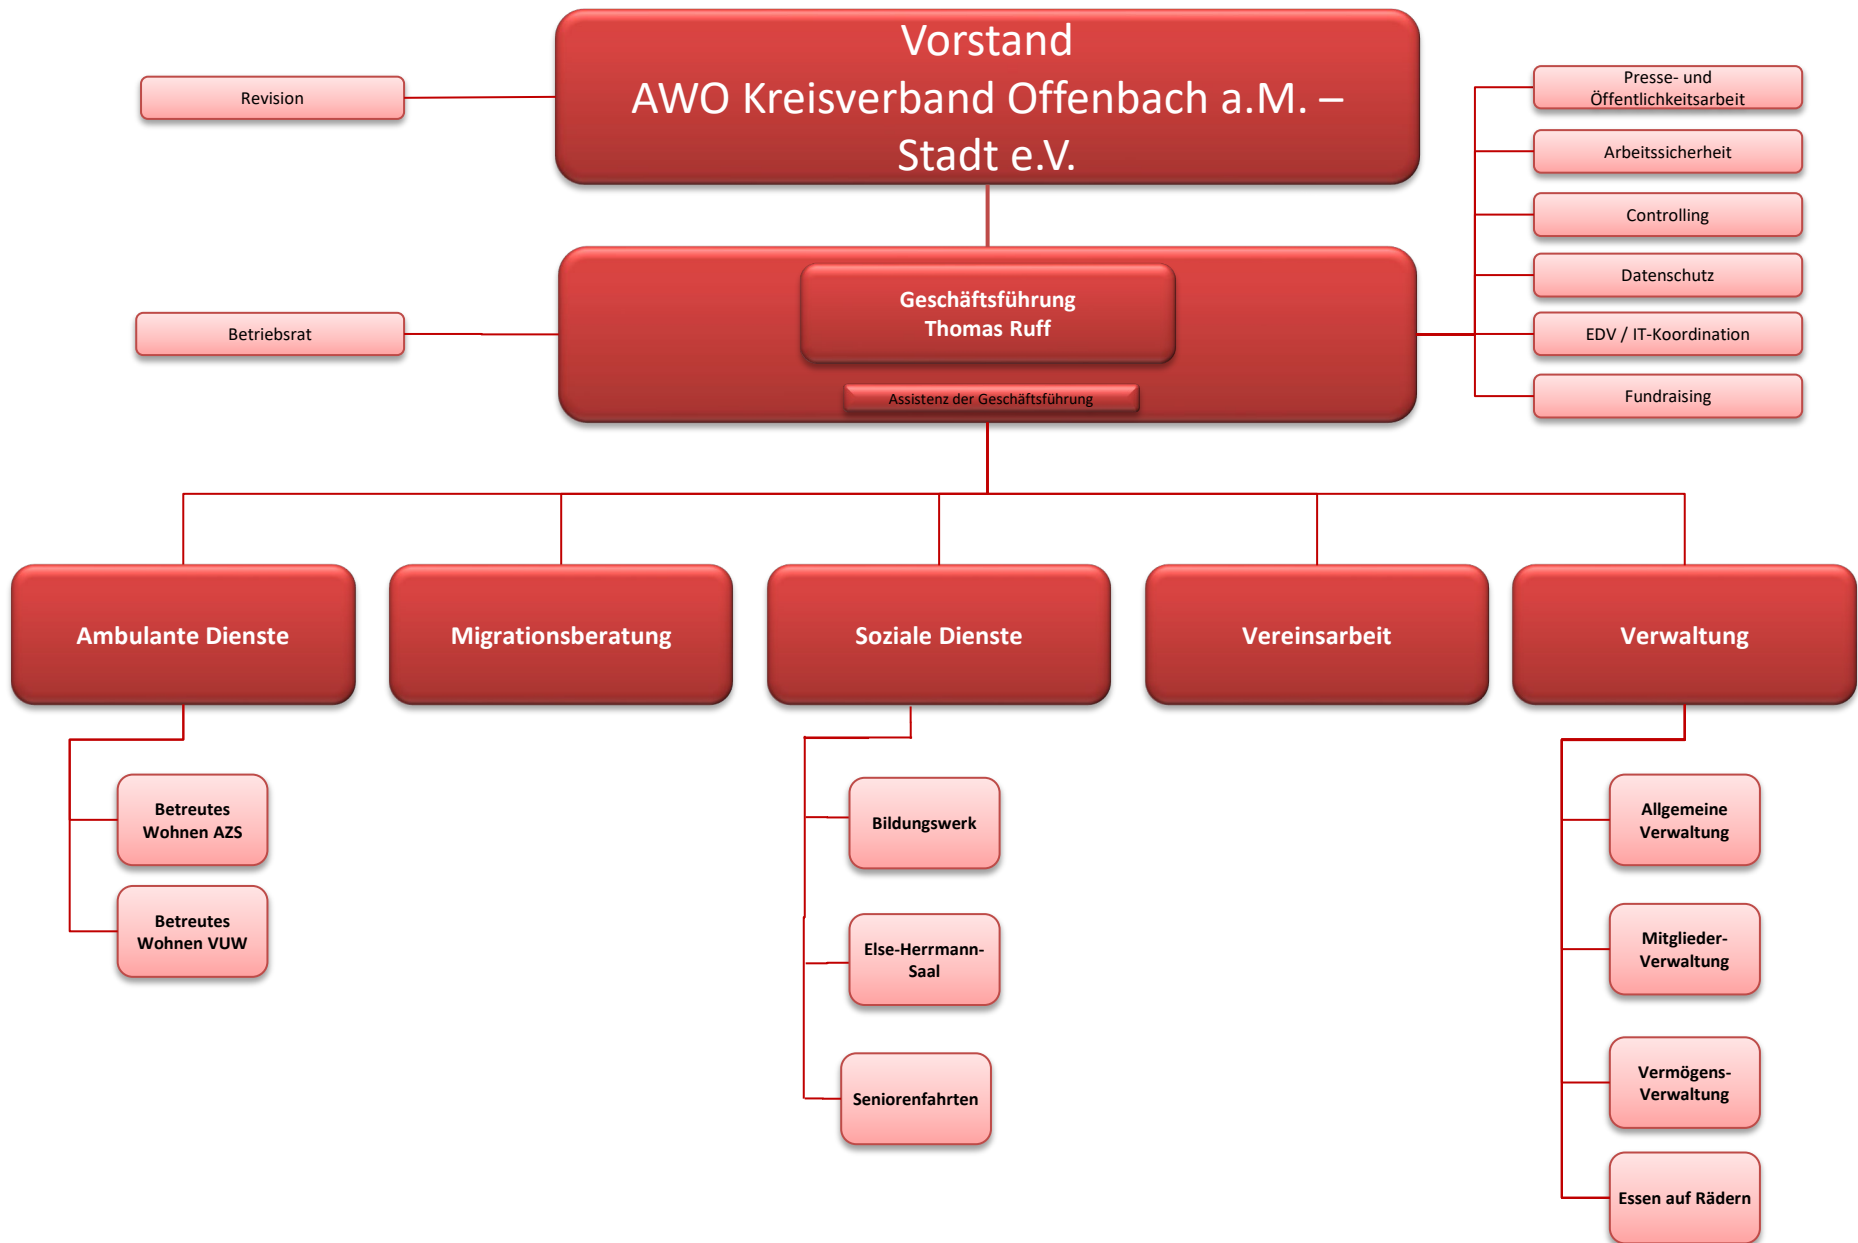 Vorstand
AWO Kreisverband Offenbach a.M. –
Stadt e.V.
Revision
Presse- und
Öffentlichkeitsarbeit
Arbeitssicherheit
Controlling
Datenschutz
EDV / IT-Koordination
Fundraising
Geschäftsführung
Thomas Ruff
Assistenz der Geschäftsführung
Betriebsrat
Ambulante Dienste
Migrationsberatung
Soziale Dienste
Vereinsarbeit
Verwaltung
Betreutes
Wohnen AZS
Betreutes
Wohnen VUW
Bildungswerk
Else-Herrmann-
Saal
Seniorenfahrten
Allgemeine
Verwaltung
Mitglieder-
Verwaltung
Vermögens-
Verwaltung
Essen auf Rädern